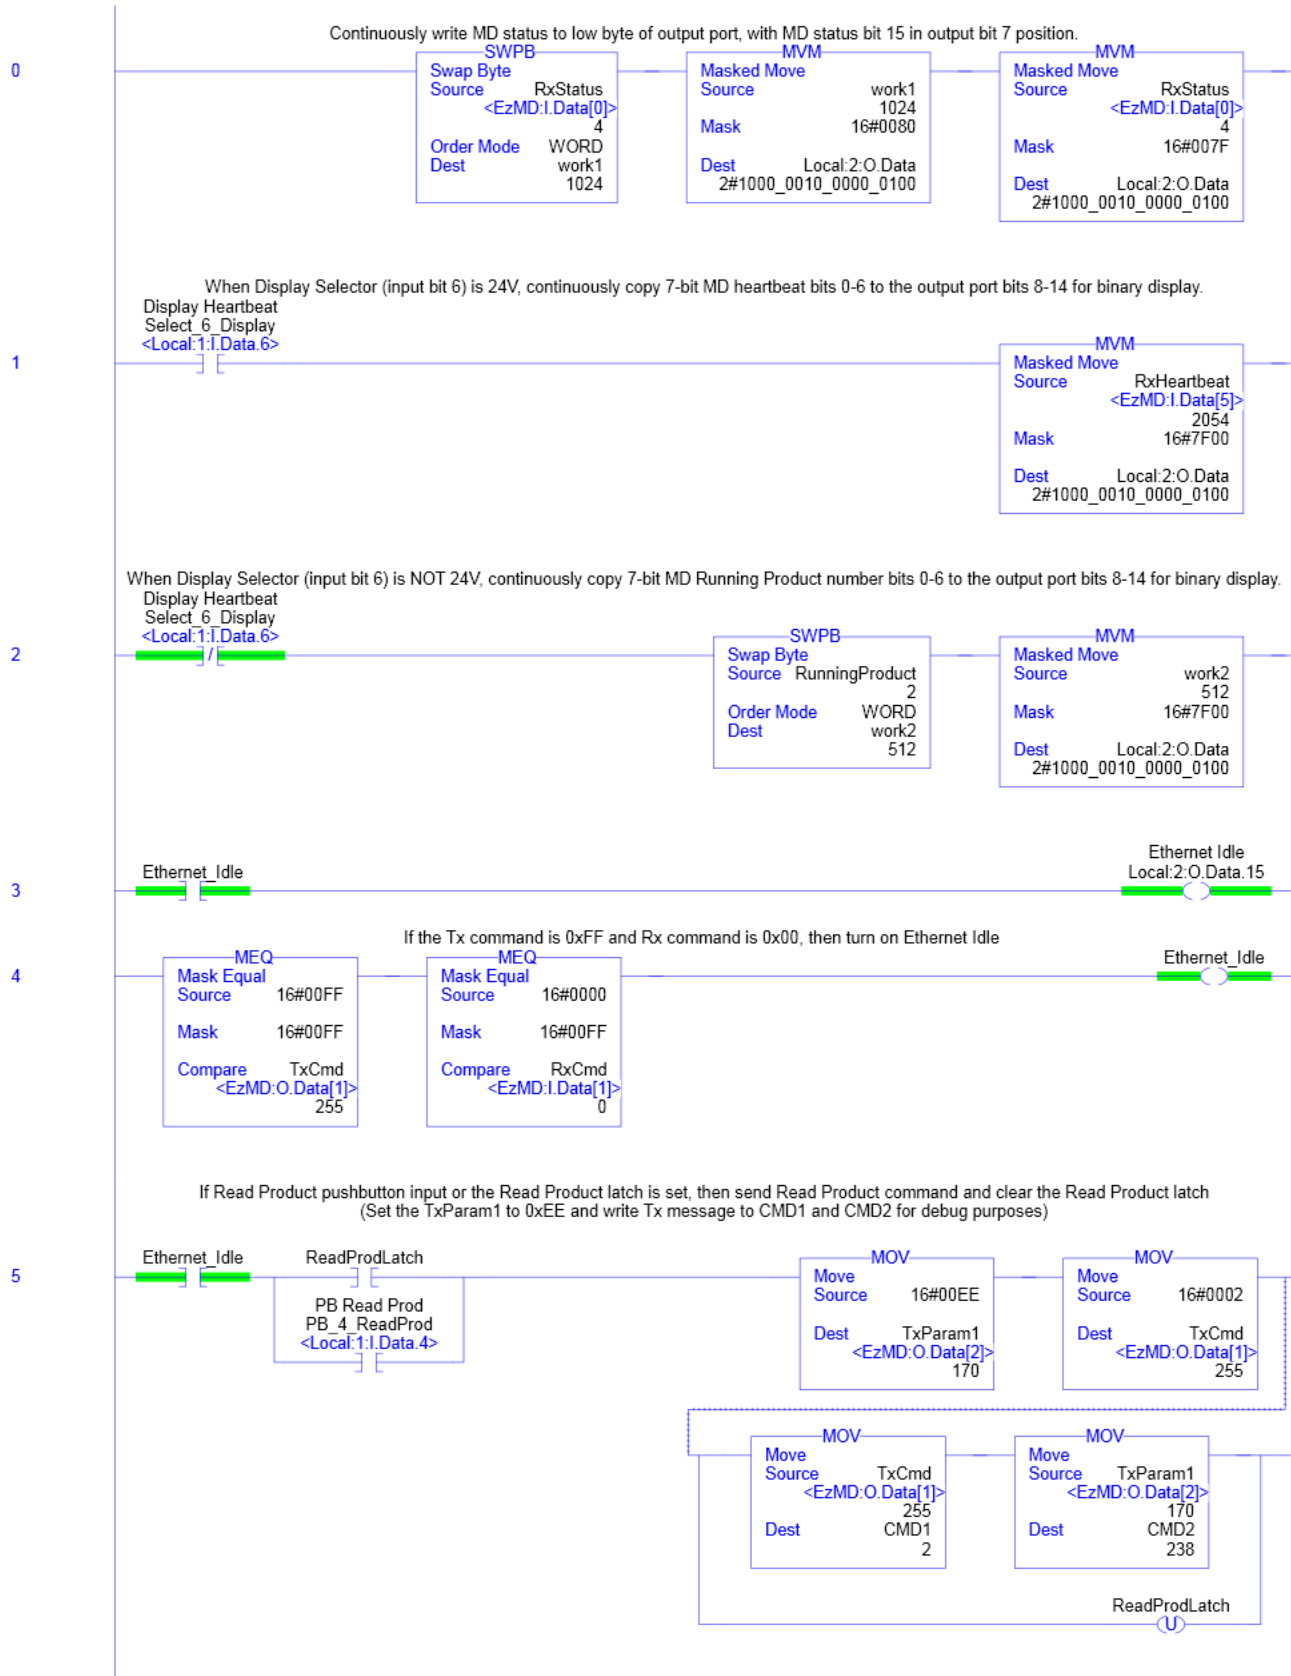 Continuously write MD status to low byte of output port, with MD status bit 15 in output bit 7 position.
0
SWPB
Swap Byte
Source RxStatus
<EzMD:I.Data[0]>
4
Order Mode WORD
Dest work1
1024
MVM
Masked Move
Source work1
1024
Mask 16#0080
Dest Local:2:O.Data
2#1000_0010_0000_0100
MVM
Masked Move
Source RxStatus
<EzMD:I.Data[0]>
4
Mask 16#007F
Dest Local:2:O.Data
2#1000_0010_0000_0100
When Display Selector (input bit 6) is 24V, continuously copy 7-bit MD heartbeat bits 0-6 to the output port bits 8-14 for binary display.
Display Heartbeat
Select_6_Display
<Local:1:I.Data.6>
1
MVM
Masked Move
Source RxHeartbeat
<EzMD:I.Data[5]>
2054
Mask 16#7F00
Dest Local:2:O.Data
2#1000_0010_0000_0100
When Display Selector (input bit 6) is NOT 24V, continuously copy 7-bit MD Running Product number bits 0-6 to the output port bits 8-14 for binary display.
Display Heartbeat
Select_6_Display
<Local:1:I.Data.6>
2
SWPB
Swap Byte
Source RunningProduct
2
Order Mode WORD
Dest work2
512
MVM
Masked Move
Source work2
512
Mask 16#7F00
Dest Local:2:O.Data
2#1000_0010_0000_0100
Ethernet_Idle
3
Ethernet Idle
Local:2:O.Data.15
If the Tx command is 0xFF and Rx command is 0x00, then turn on Ethernet Idle
4
MEQ
Mask Equal
Source 16#00FF
Mask 16#00FF
Compare TxCmd
<EzMD:O.Data[1]>
255
MEQ
Mask Equal
Source 16#0000
Mask 16#00FF
Compare RxCmd
<EzMD:I.Data[1]>
0
Ethernet_Idle
If Read Product pushbutton input or the Read Product latch is set, then send Read Product command and clear the Read Product latch
(Set the TxParam1 to 0xEE and write Tx message to CMD1 and CMD2 for debug purposes)
5
Ethernet_Idle
ReadProdLatch
PB Read Prod
PB_4_ReadProd
<Local:1:I.Data.4>
MOV
Move
Source 16#00EE
Dest TxParam1
<EzMD:O.Data[2]>
170
MOV
Move
Source 16#0002
Dest TxCmd
<EzMD:O.Data[1]>
255
MOV
Move
Source TxCmd
<EzMD:O.Data[1]>
255
Dest CMD1
2
MOV
Move
Source TxParam1
<EzMD:O.Data[2]>
170
Dest CMD2
238
ReadProdLatch
U